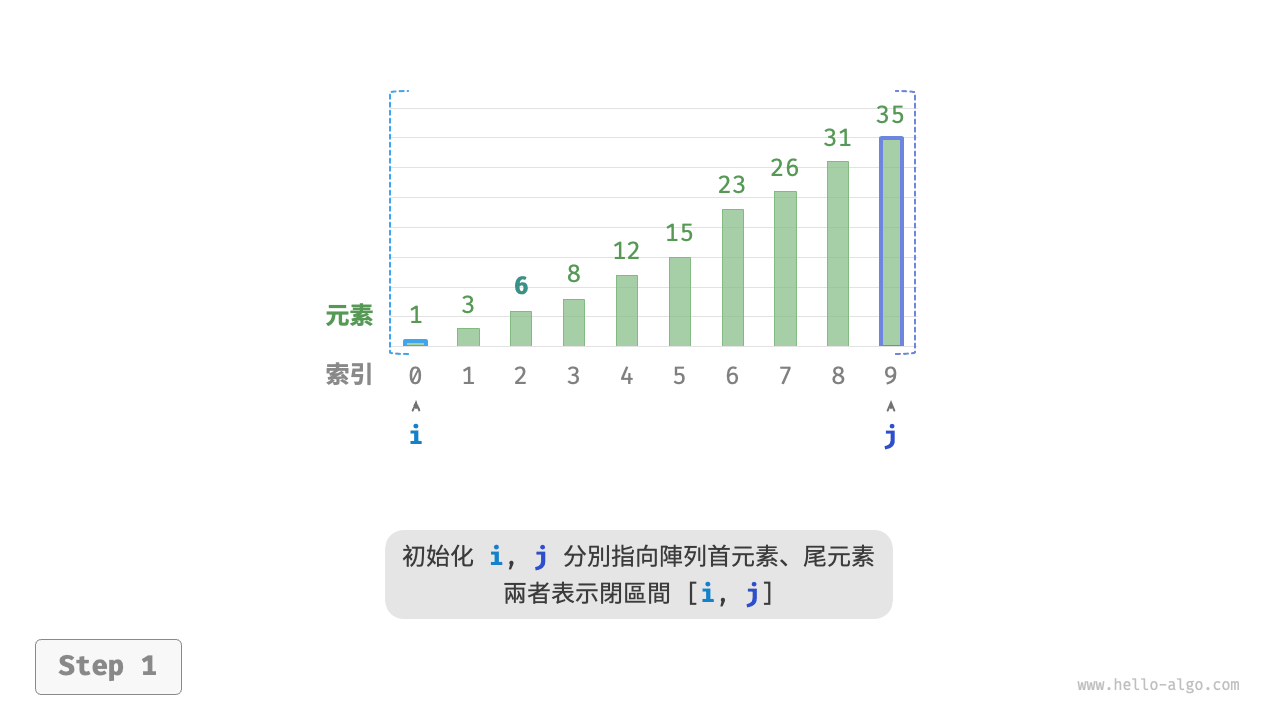 35
31
26
23
15
12
8
6
3
元素 1
索引 0 1 2 3 4 5 6 7 8 9
i j
初始化 i, j 分別指向陣列首元素、尾元素
兩者表示閉區間 [i, j]
Step 1
www.hello-algo.com